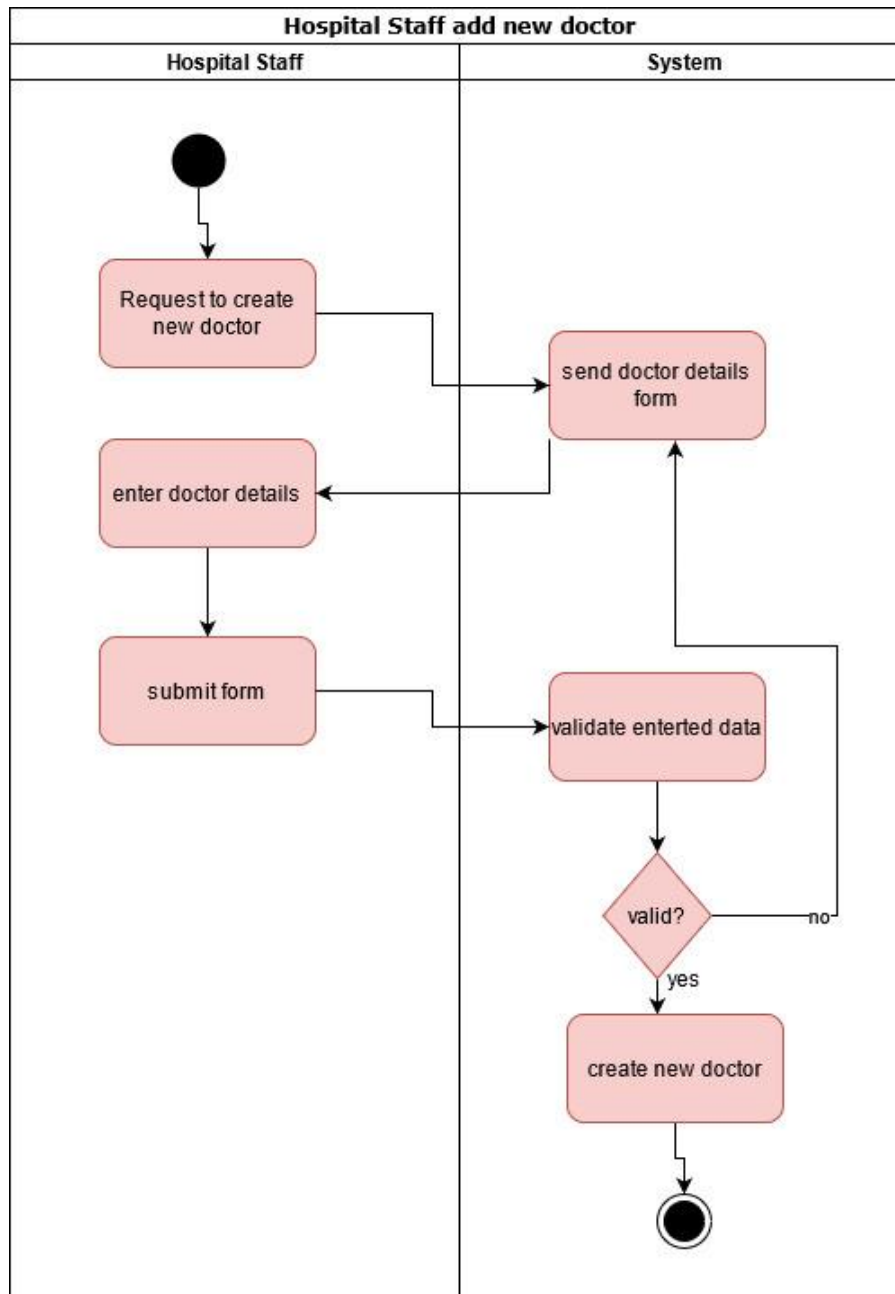 Hospital Staff add new doctor
Hospital Staff
System
Request to create
new doctor
send doctor details
form
enter doctor details
submit form
validate enterted data
valid?
no
yes
create new doctor